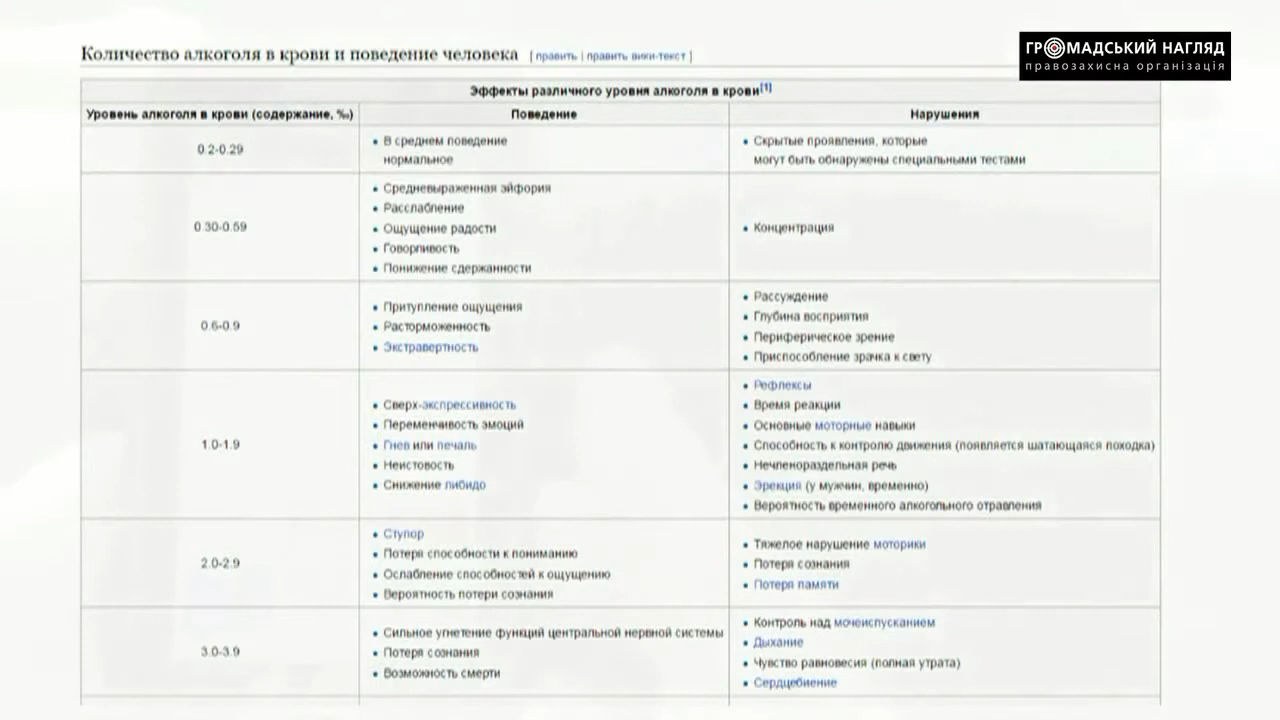 Количество алкоголя в крови и поведение человека [ править | править вики-текст ]
ГРОМАДСЬКИЙ НАГЛЯД
правозахисна організація
Эффекты различного уровня алкоголя в крови[1]
Уровень алкоголя в крови (содержание, ‰) Поведение Нарушения
0.2-0.29
В среднем поведение
нормальное
Скрытые проявления, которые
могут быть обнаружены специальными тестами
0.30-0.59
Средневыраженная эйфория
Расслабление
Ощущение радости
Говорливость
Понижение сдержанности
Концентрация
0.6-0.9
Притупление ощущения
Расторможенность
Экстравертность
Рассуждение
Глубина восприятия
Периферическое зрение
Приспособление зрачка к свету
1.0-1.9
Сверх-экспрессивность
Переменчивость эмоций
Гнев или печаль
Неистовость
Снижение либидо
Рефлексы
Время реакции
Основные моторные навыки
Способность к контролю движения (появляется шатающаяся походка)
Нечленораздельная речь
Эрекция (у мужчин, временно)
Вероятность временного алкогольного отравления
2.0-2.9
Ступор
Потеря способности к пониманию
Ослабление способностей к ощущению
Вероятность потери сознания
Тяжелое нарушение моторики
Потеря сознания
Потеря памяти
3.0-3.9
Сильное угнетение функций центральной нервной системы
Потеря сознания
Возможность смерти
Контроль над мочеиспусканием
Дыхание
Чувство равновесия (полная утрата)
Сердцебиение